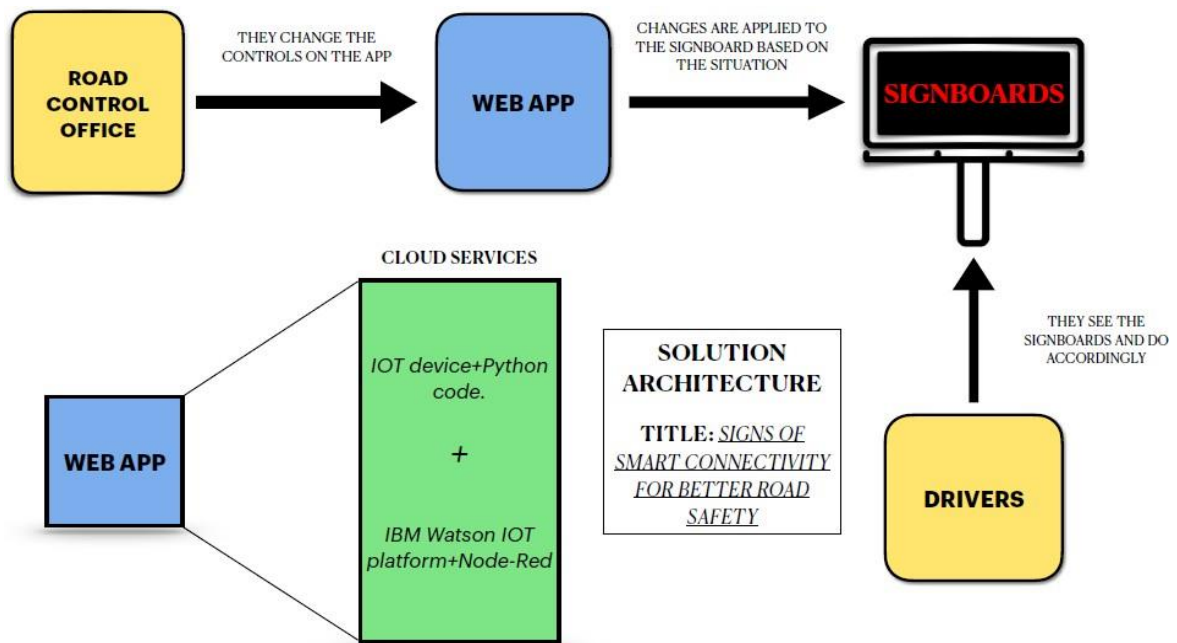 THEY CHANGE THE
CONTROLS ON THE APP
CHANGES ARE APPLIED TO
THE SIGNBOARD BASED ON
THE SITUATION
ROAD
CONTROL
OFFICE
WEB APP
SIGNBOARDS
CLOUD SERVICES
THEY SEE THE
SIGNBOARDS AND DO
ACCORDINGLY
WEB APP
IOT device+Python
code.
+
IBM Watson IOT
platform+Node-Red
SOLUTION
ARCHITECTURE
TITLE: SIGNS OF
SMART CONNECTIVITY
FOR BETTER ROAD
SAFETY
DRIVERS